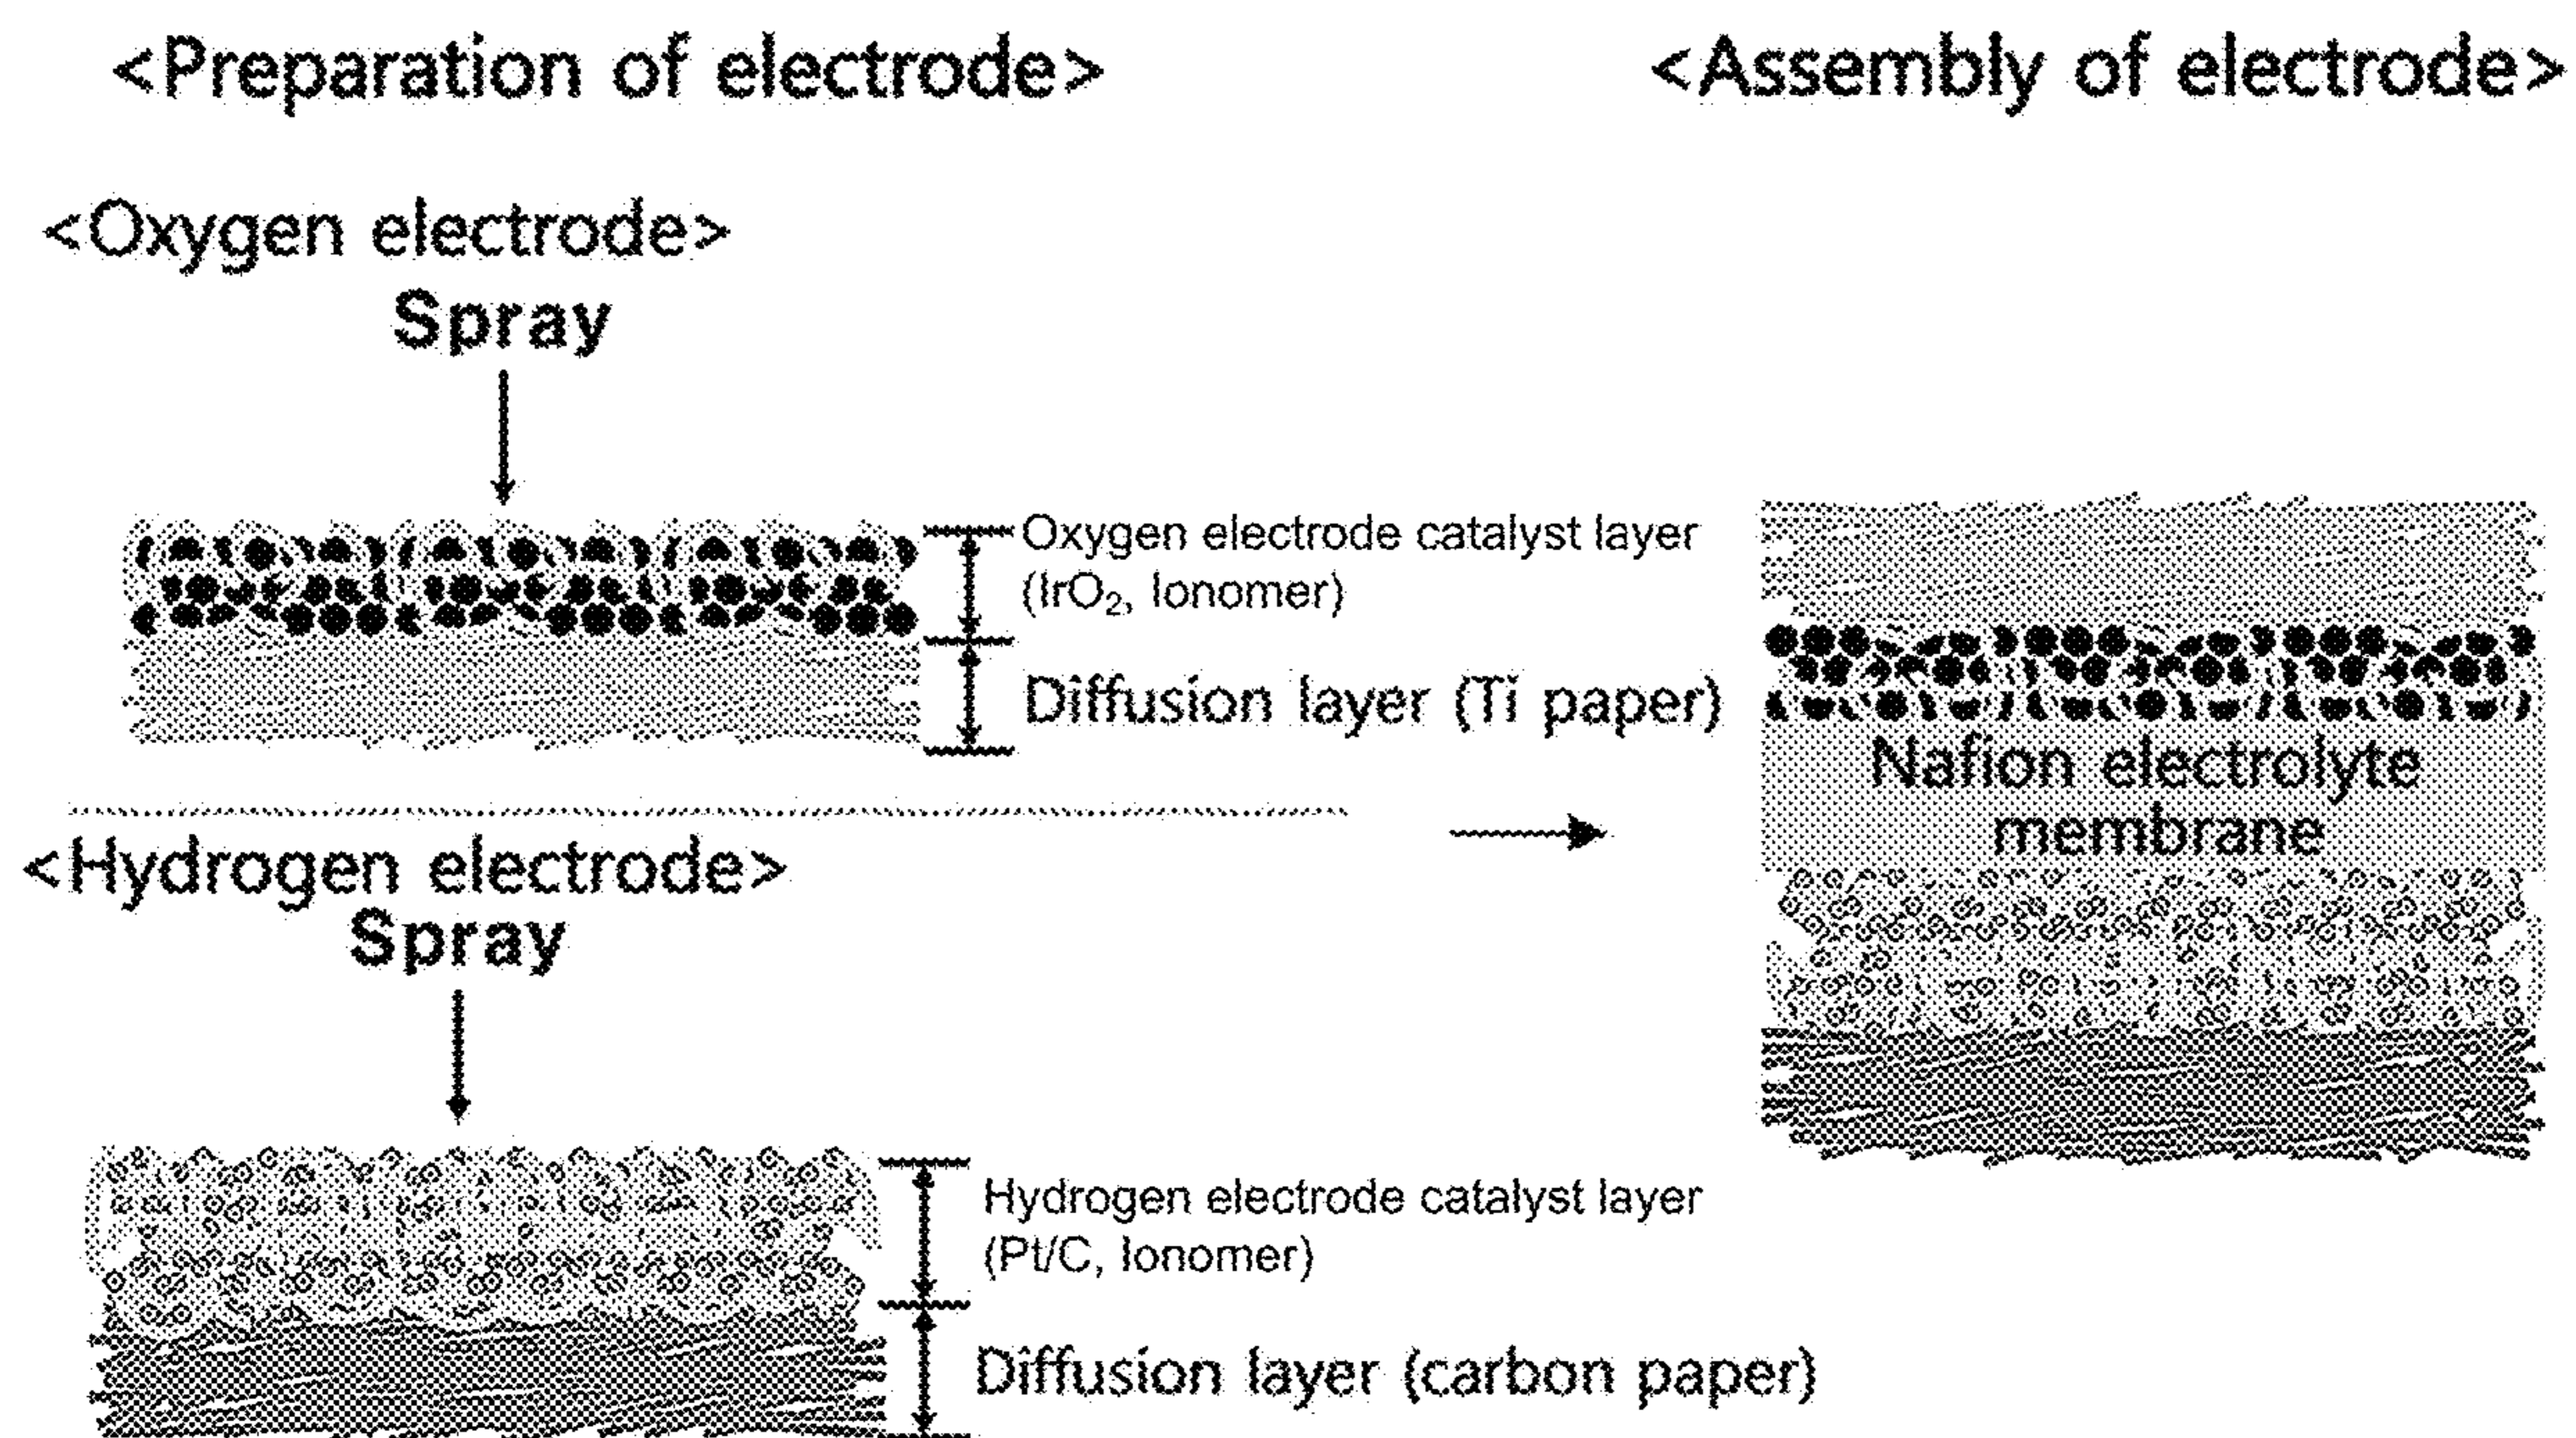 <Preparation of electrode>
<Assembly of electrode>
<Oxygen electrode>
Spray
Oxygen electrode catalyst layer
(IrO₂, Ionomer)
Diffusion layer (Ti paper)
<Hydrogen electrode>
Spray
Hydrogen electrode catalyst layer
(Pt/C, Ionomer)
Diffusion layer (carbon paper)
Nafion electrolyte
membrane